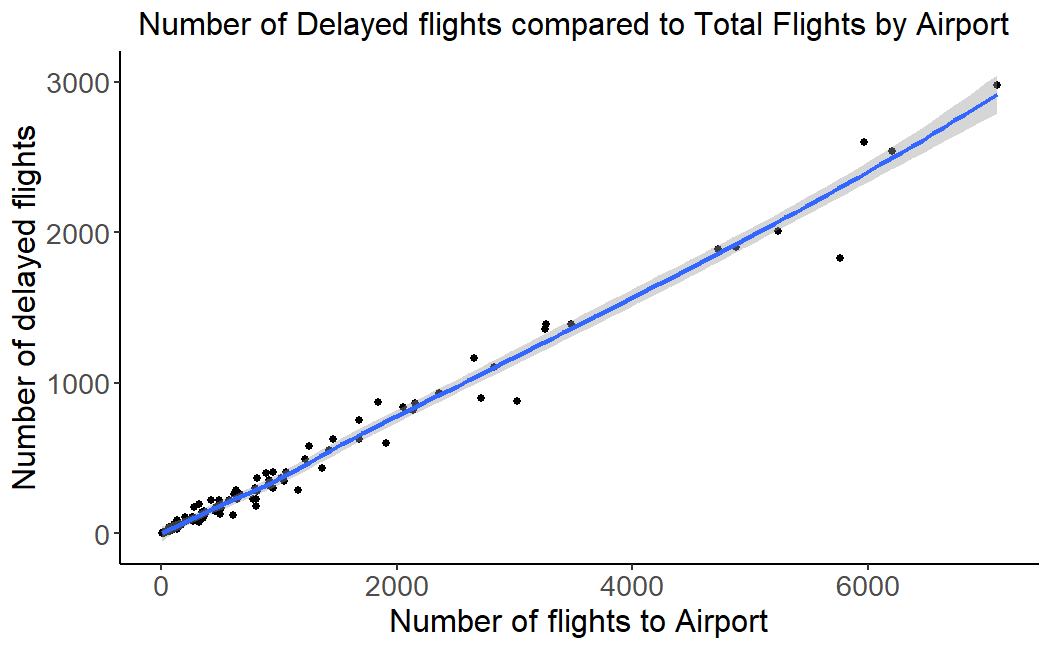 Number of Delayed flights compared to Total Flights by Airport
3000
2000
1000
0
Number of delayed flights
0 2000 4000 6000
Number of flights to Airport